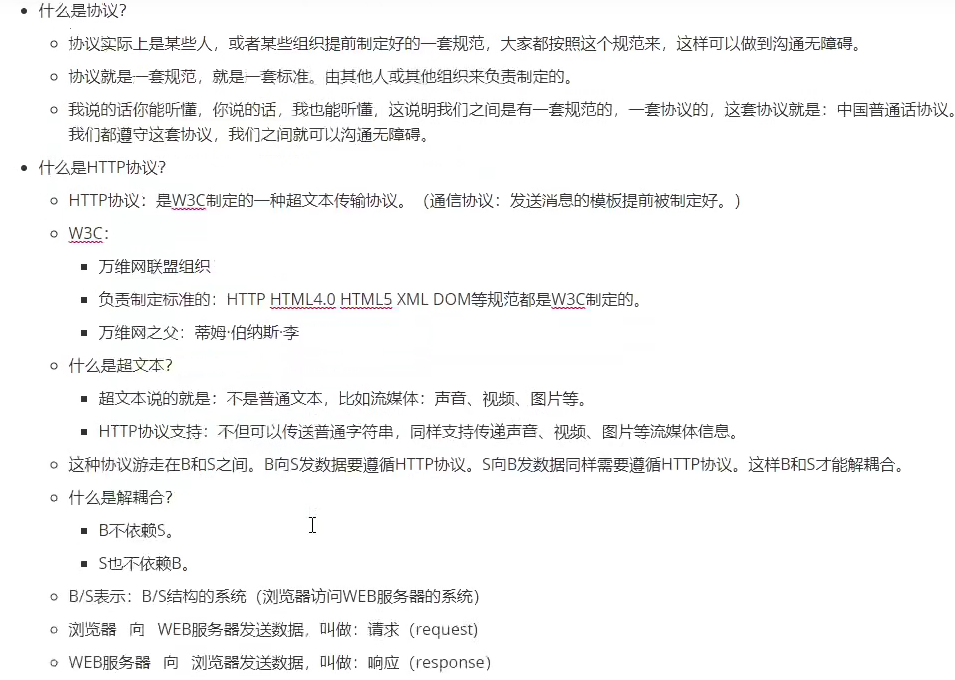 什么是协议?
协议实际上是某些人，或者某些组织提前制定好的一套规范，大家都按照这个规范来，这样可以做到沟通无障碍。
协议就是一套规范，就是一套标准。由其他人或其他组织来负责制定的。
我说的话你能听懂，你说的话，我也能听懂，这说明我们之间是有一套规范的，一套协议的，这套协议就是：中国普通话协议。
我们都遵守这套协议，我们之间就可以沟通无障碍。
什么是HTTP协议?
HTTP协议：是W3C制定的一种超文本传输协议。（通信协议：发送消息的模板提前被制定好。）
W3C：
万维网联盟组织
负责制定标准的：HTTP HTML4.0 HTML5 XML DOM等规范都是W3C制定的。
万维网之父：蒂姆·伯纳斯·李
什么是超文本?
超文本说的就是：不是普通文本，比如流媒体：声音、视频、图片等。
HTTP协议支持：不但可以传送普通字符串，同样支持传递声音、视频、图片等流媒体信息。
这种协议游走在B和S之间。B向S发数据要遵循HTTP协议。S向B发数据同样需要遵循HTTP协议。这样B和S才能解耦合。
什么是解耦合?
B不依赖S。
S也不依赖B。
B/S表示：B/S结构的系统（浏览器访问WEB服务器的系统）
浏览器 向 WEB服务器发送数据，叫做：请求（request）
WEB服务器 向 浏览器发送数据，叫做：响应（response）